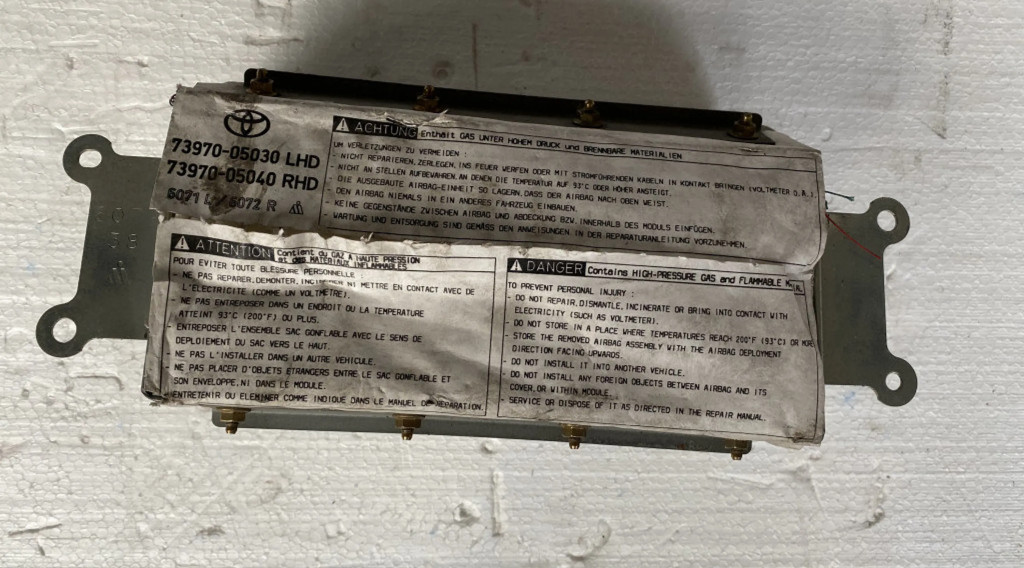 73970-05030 LHD
73970-05040 RHD
6071 L / 6072 R
ACHTUNG Enthält GAS UNTER HOHEM DRUCK und BRENNBARE MATERIALIEN
UM VERLETZUNGEN ZU VERMEIDEN :
- NICHT REPARIEREN, ZERLEGEN, INS FEUER WERFEN ODER MIT STROMFÜHRENDEN KABELN IN KONTAKT BRINGEN (VOLTMETER O.A.)
- NICHT AN STELLEN AUFBEWAHREN, AN DENEN DIE TEMPERATUR AUF 93°C ODER HÖHER ANSTEIGT.
- DIE AUSGEBAUTE AIRBAG-EINHEIT SO LAGERN, DASS DER AIRBAG NACH OBEN WEIST.
- DEN AIRBAG NIEMALS IN EIN ANDERES FAHRZEUG EINBAUEN.
- KEINE GEGENSTÄNDE ZWISCHEN AIRBAG UND ABDECKUNG BZW. INNERHALB DES MODULS EINFÜGEN.
- WARTUNG UND ENTSORGUNG SIND GEMÄSS DEN ANWEISUNGEN IN DER REPARATURANLEITUNG VORZUNEHMEN.
ATTENTION Contient du GAZ A HAUTE PRESSION
et des MATERIAUX INFLAMMABLES
POUR EVITER TOUTE BLESSURE PERSONNELLE :
- NE PAS REPARER, DEMONTER, INCINERER NI METTRE EN CONTACT AVEC DE
L'ELECTRICITE (COMME UN VOLTMETRE).
- NE PAS ENTREPOSER DANS UN ENDROIT OU LA TEMPERATURE
ATTEINT 93°C (200°F) OU PLUS.
- ENTREPOSER L'ENSEMBLE SAC GONFLABLE AVEC LE SENS DE
DEPLOIEMENT DU SAC VERS LE HAUT.
- NE PAS L'INSTALLER DANS UN AUTRE VEHICULE.
- NE PAS PLACER D'OBJETS ETRANGERS ENTRE LE SAC GONFLABLE ET
SON ENVELOPPE, NI DANS LE MODULE.
- ENTRETENIR OU ELEMINER COMME INDIQUE DANS LE MANUEL DE REPARATION.
DANGER Contains HIGH-PRESSURE GAS and FLAMMABLE
TO PREVENT PERSONAL INJURY :
- DO NOT REPAIR, DISMANTLE, INCINERATE OR BRING INTO CONTACT WITH
ELECTRICITY (SUCH AS VOLTMETER).
- DO NOT STORE IN A PLACE WHERE TEMPERATURES REACH 200°F (93°C) OR MORE
- STORE THE REMOVED AIRBAG ASSEMBLY WITH THE AIRBAG DEPLOYMENT
DIRECTION FACING UPWARDS.
- DO NOT INSTALL IT INTO ANOTHER VEHICLE.
- DO NOT INSTALL ANY FOREIGN OBJECTS BETWEEN AIRBAG AND ITS
COVER, OR WITHIN MODULE.
- SERVICE OR DISPOSE OF IT AS DIRECTED IN THE REPAIR MANUAL.